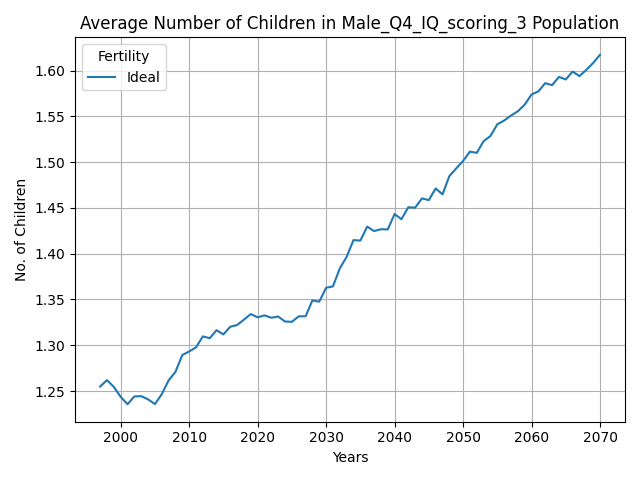 Average Number of Children in Male_Q4_IQ_scoring_3 Population
Fertility
Ideal
No. of Children
1.60
1.55
1.50
1.45
1.40
1.35
1.30
1.25
2000 2010 2020 2030 2040 2050 2060 2070
Years